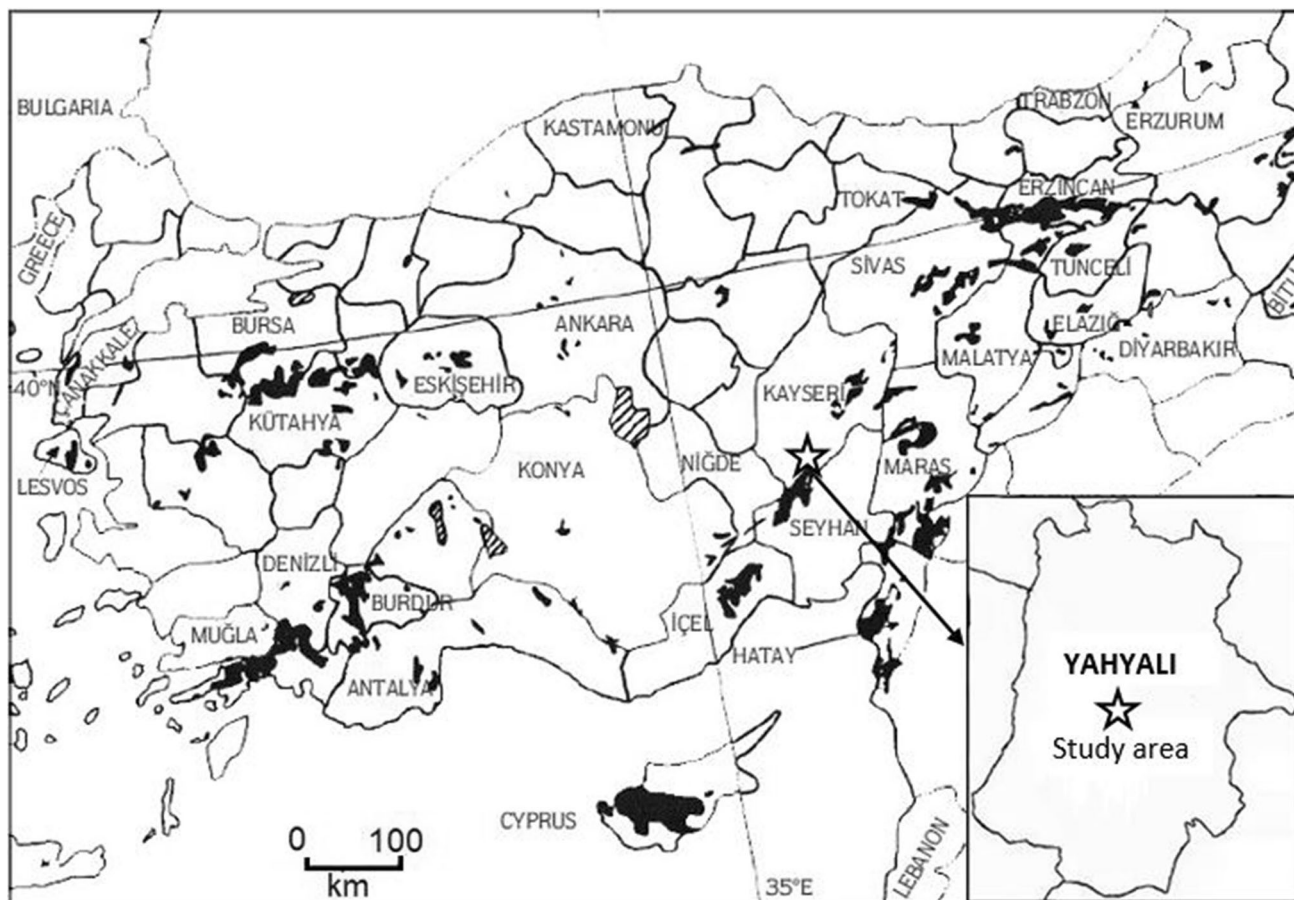 BULGARIA
TRABZON
ERZURUM
KASTAMONU
GREECE
TOKAT
ERZİNCAN
SİVAS
TUNCELİ
BURSA
ANKARA
ELAZIĞ
MALATYA
DİYARBAKIR
40°N
ESKİŞEHİR
KAYSERİ
KÜTAHYA
KONYA
NİĞDE
MARAŞ
LESVOS
SEYHAN
DENİZLİ
BURDUR
MUĞLA
İÇEL
HATAY
ANTALYA
YAHYALI
Study area
CYPRUS
0 100
km
35°E
LEBANON